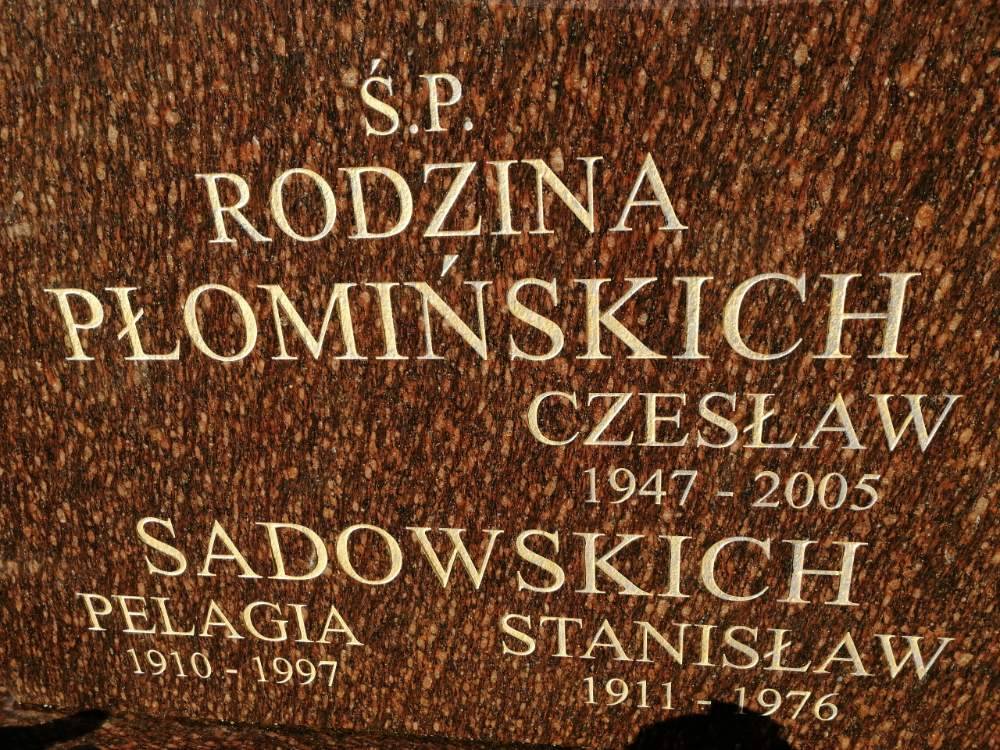 Ś.P.
RODZINA
PŁOMIŃSKICH
CZESŁAW
1947 - 2005
SADOWSKICH
PELAGIA STANISŁAW
1910 - 1997 1911 - 1976